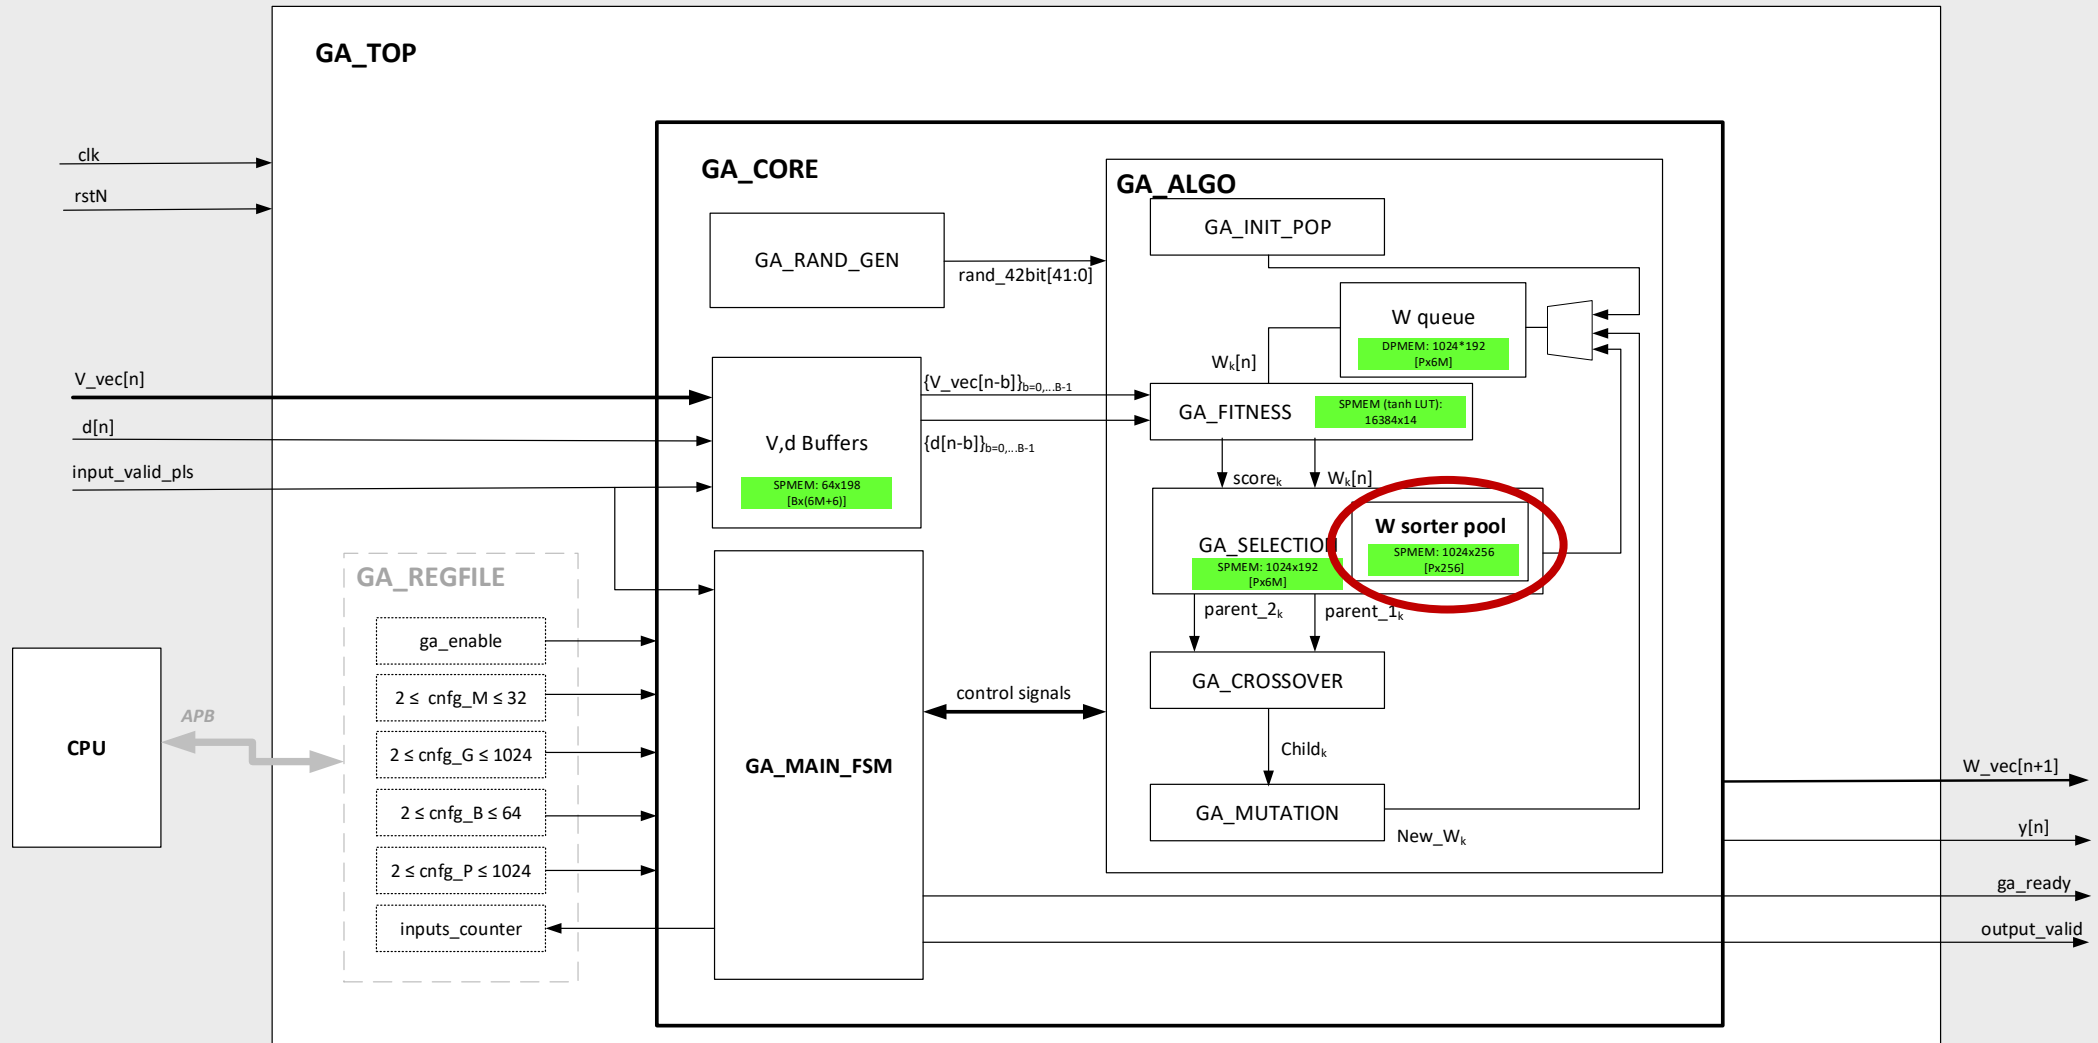 GA_TOP
clk
rstN
GA_CORE
GA_ALGO
GA_INIT_POP
GA_RAND_GEN
rand_42bit[41:0]
W queue
DPMEM: 1024*192
[Px6M]
Wₖ[n]
V_vec[n]
{V_vec[n-b]}b=0,...B-1
GA_FITNESS
SPMEM (tanh LUT):
16384x14
d[n]
V,d Buffers
{d[n-b]}b=0,...B-1
input_valid_pls
SPMEM: 64x198
[Bx(6M+6)]
scoreₖ
Wₖ[n]
W sorter pool
SPMEM: 1024x256
[Px256]
GA_SELECTION
SPMEM: 1024x192
[Px6M]
GA_REGFILE
parent_2ₖ
parent_1ₖ
ga_enable
GA_CROSSOVER
2 ≤ cnfg_M ≤ 32
control signals
APB
CPU
2 ≤ cnfg_G ≤ 1024
Childₖ
GA_MAIN_FSM
W_vec[n+1]
2 ≤ cnfg_B ≤ 64
GA_MUTATION
New_Wₖ
y[n]
2 ≤ cnfg_P ≤ 1024
ga_ready
inputs_counter
output_valid